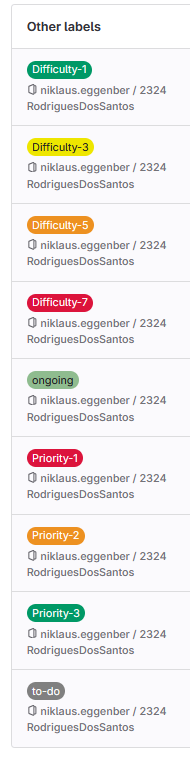 Other labels
Difficulty-1
niklaus.eggenber / 2324
RodriguesDosSantos
Difficulty-3
niklaus.eggenber / 2324
RodriguesDosSantos
Difficulty-5
niklaus.eggenber / 2324
RodriguesDosSantos
Difficulty-7
niklaus.eggenber / 2324
RodriguesDosSantos
ongoing
niklaus.eggenber / 2324
RodriguesDosSantos
Priority-1
niklaus.eggenber / 2324
RodriguesDosSantos
Priority-2
niklaus.eggenber / 2324
RodriguesDosSantos
Priority-3
niklaus.eggenber / 2324
RodriguesDosSantos
to-do
niklaus.eggenber / 2324
RodriguesDosSantos